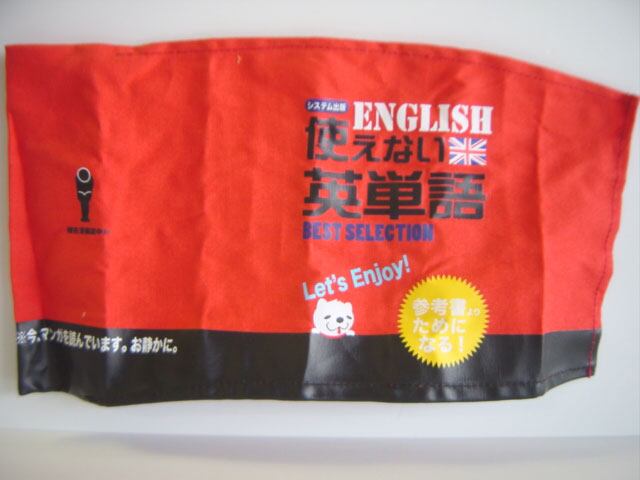 システム出版
ENGLISH
使えない
英単語
BEST SELECTION
Let's Enjoy!
参考書より
ために
なる!
※今、マンガを読んでいます。お静かに。